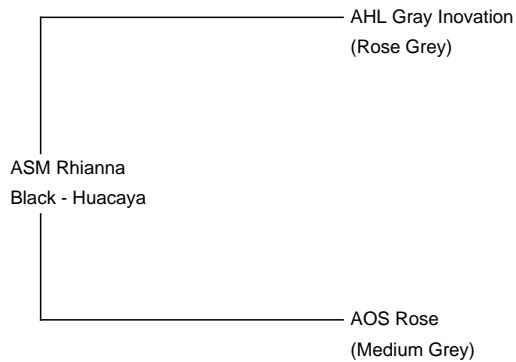 AHL Gray Inovation
(Rose Grey)
ASM Rhianna
Black - Huacaya
AOS Rose
(Medium Grey)